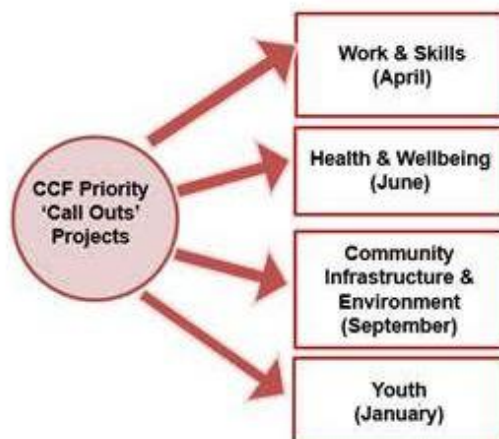 CCF Priority
'Call Outs'
Projects
Work & Skills
(April)
Health & Wellbeing
(June)
Community
Infrastructure &
Environment
(September)
Youth
(January)